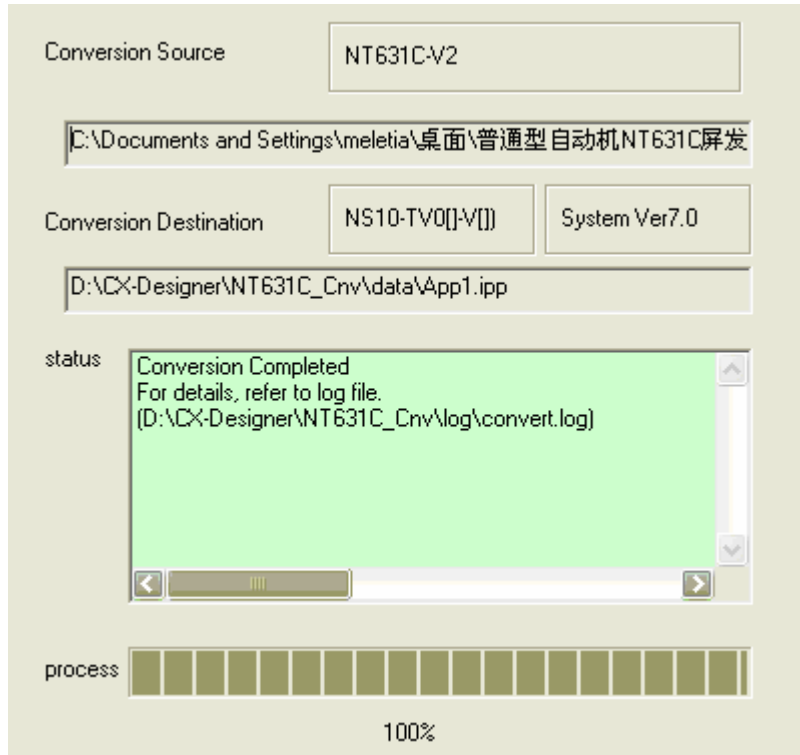 Conversion Source
NT631C-V2
C:\Documents and Settings\meletia\桌面\普通型自动机NT631C屏发
Conversion Destination
NS10-TV0[]-V[])
System Ver7.0
D:\CX-Designer\NT631C_Cnv\data\App1.ipp
status
Conversion Completed
For details, refer to log file.
(D:\CX-Designer\NT631C_Cnv\log\convert.log)
process
100%